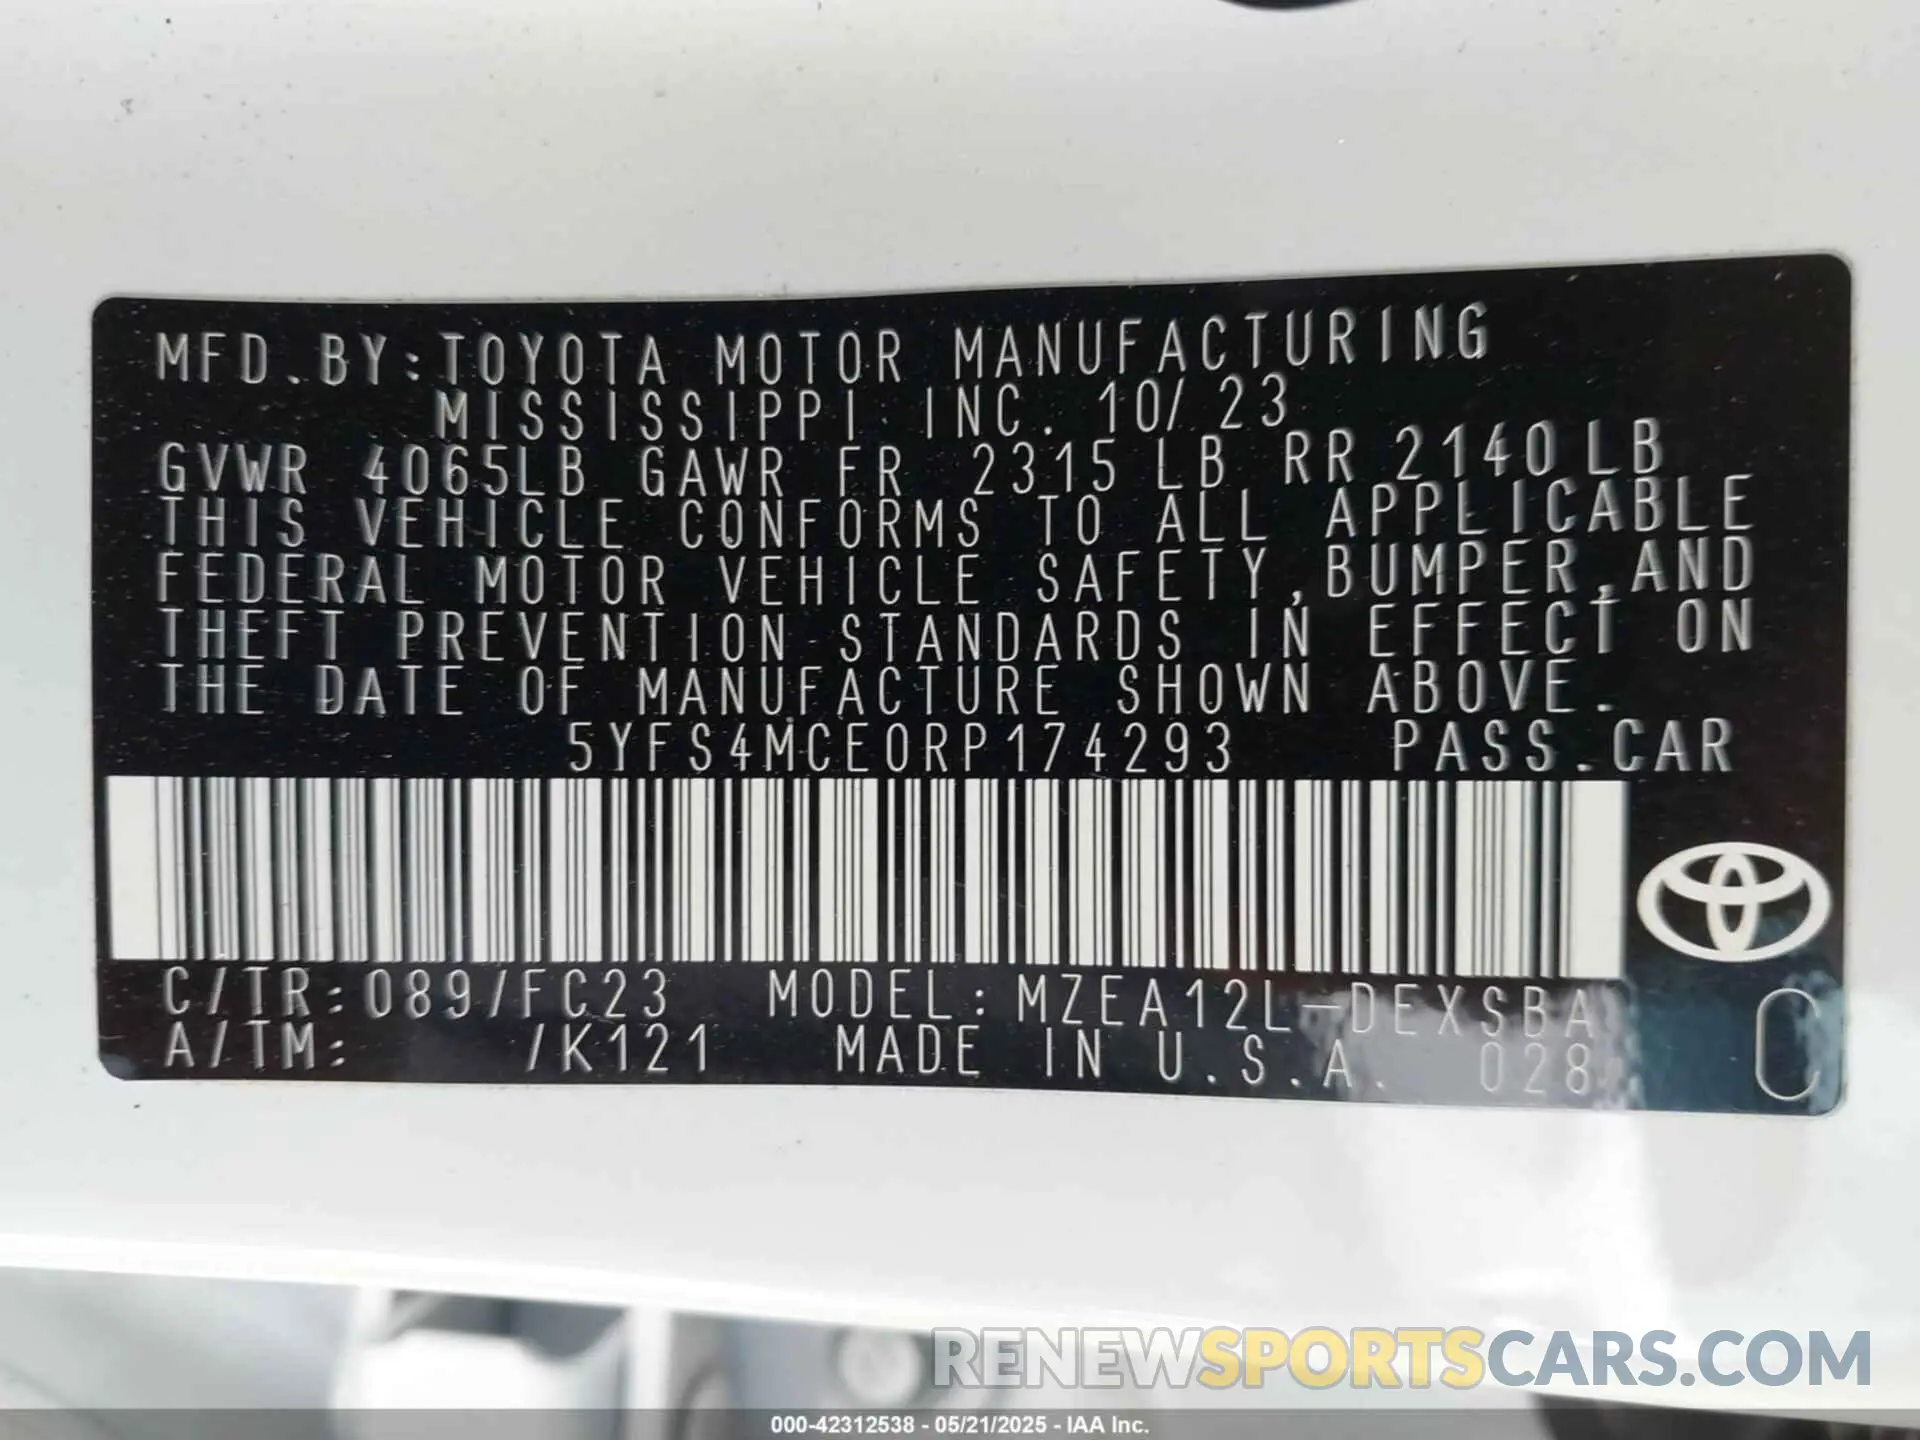 MFD.BY:TOYOTA MOTOR MANUFACTURING
MISSISSIPPI INC. 10/23
GVWR 4065LB GAWR FR 2315 LB RR 2140LB
THIS VEHICLE CONFORMS TO ALL APPLICABLE
FEDERAL MOTOR VEHICLE SAFETY,BUMPER,AND
THEFT PREVENTION STANDARDS IN EFFECT ON
THE DATE OF MANUFACTURE SHOWN ABOVE.
5YFS4MCE0RP174293 PASS.CAR
C/TR:089/FC23 MODEL:MZEA12L-DEXSBA
A/TM: /K121 MADE IN U.S.A. 028 C
RENEWSPORTSCARS.COM
000-42312538 - 05/21/2025 - IAA Inc.